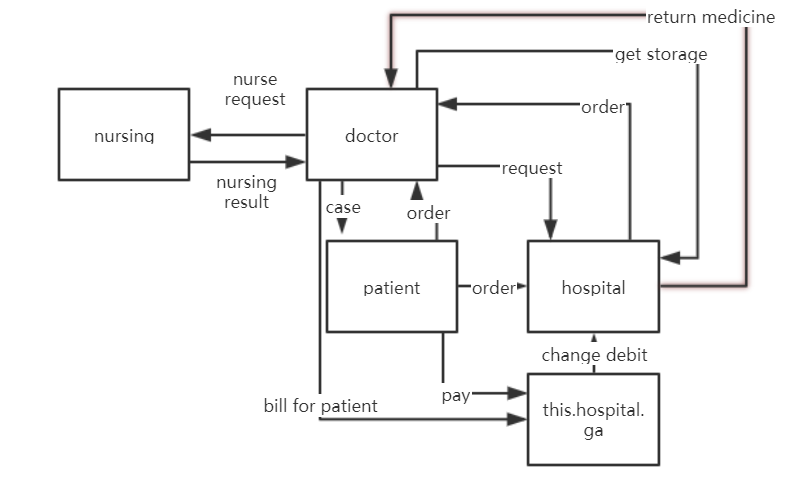 return medicine
get storage
nurse
request
order
nursing
doctor
request
nursing
result
case
order
patient
order
hospital
change debit
pay
bill for patient
this.hospital.
ga